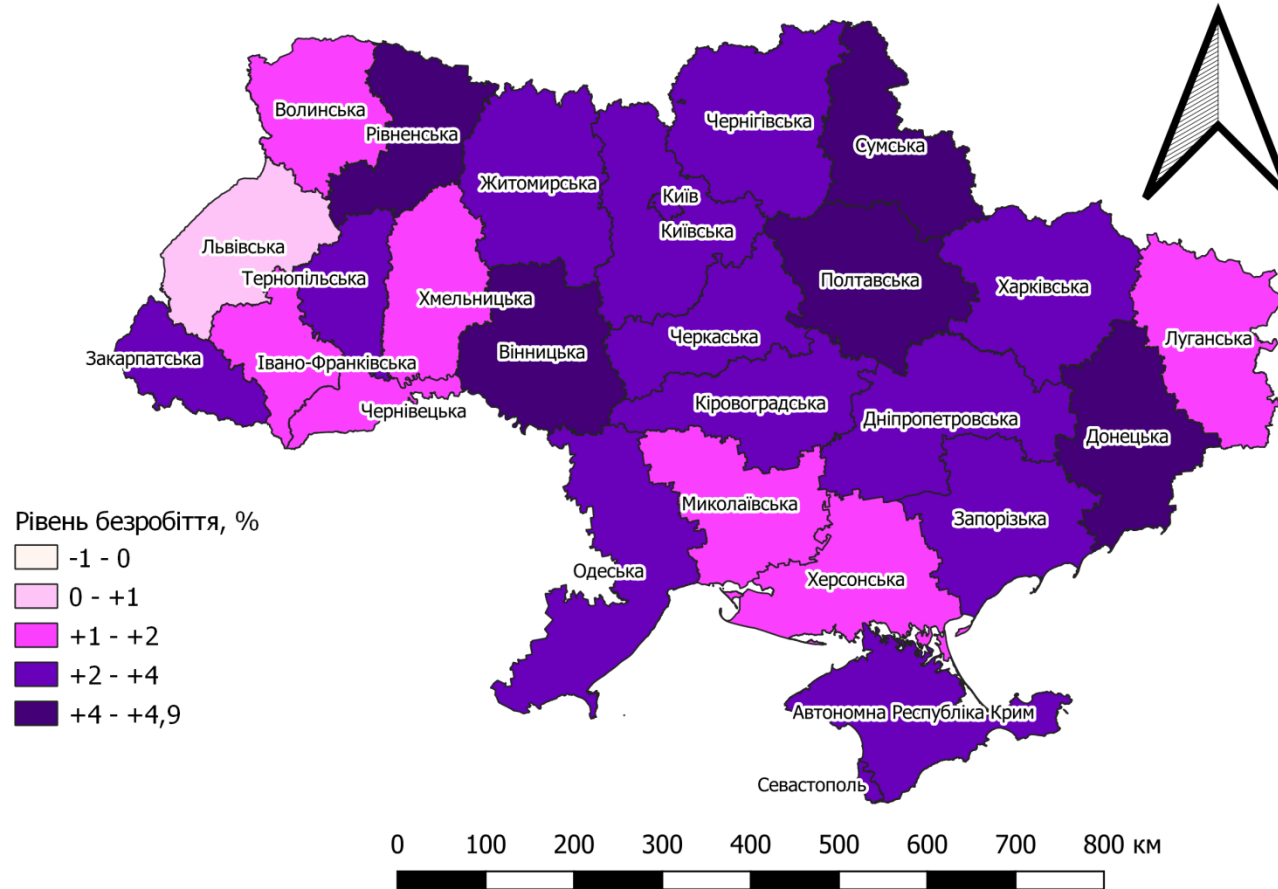 Волинська
Рівненська
Чернігівська
Сумська
Житомирська
Київ
Київська
Львівська
Тернопільська
Хмельницька
Полтавська
Харківська
Черкаська
Луганська
Закарпатська
Івано-Франківська
Вінницька
Чернівецька
Кіровоградська
Дніпропетровська
Донецька
Миколаївська
Запорізька
Одеська
Херсонська
Автономна Республіка Крим
Севастополь
Рівень безробіття, %
-1 - 0
0 - +1
+1 - +2
+2 - +4
+4 - +4,9
0 100 200 300 400 500 600 700 800 км